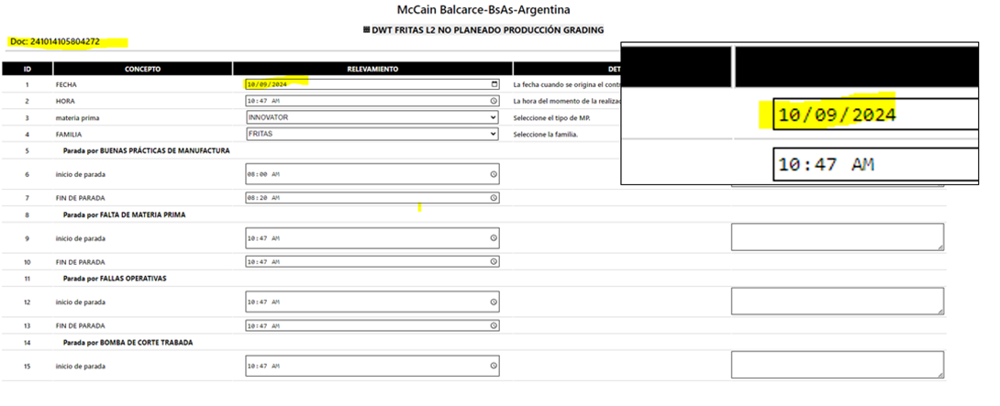 McCain Balcarce-BsAs-Argentina
DWT FRITAS L2 NO PLANEADO PRODUCCIÓN GRADING
Doc: 241014105804272
ID CONCEPTO RELEVAMIENTO DET
1 FECHA 10/09/2024 La fecha cuando se origina el cont
2 HORA 10:47 AM La hora del momento de la realiza
3 materia prima INNOVATOR Seleccione el tipo de MP.
4 FAMILIA FRITAS Seleccione la familia.
5 Parada por BUENAS PRÁCTICAS DE MANUFACTURA
6 inicio de parada 08:00 AM
7 FIN DE PARADA 08:20 AM
8 Parada por FALTA DE MATERIA PRIMA
9 inicio de parada 10:47 AM
10 FIN DE PARADA 10:47 AM
11 Parada por FALLAS OPERATIVAS
12 inicio de parada 10:47 AM
13 FIN DE PARADA 10:47 AM
14 Parada por BOMBA DE CORTE TRABADA
15 inicio de parada 10:47 AM
10/09/2024
10:47 AM